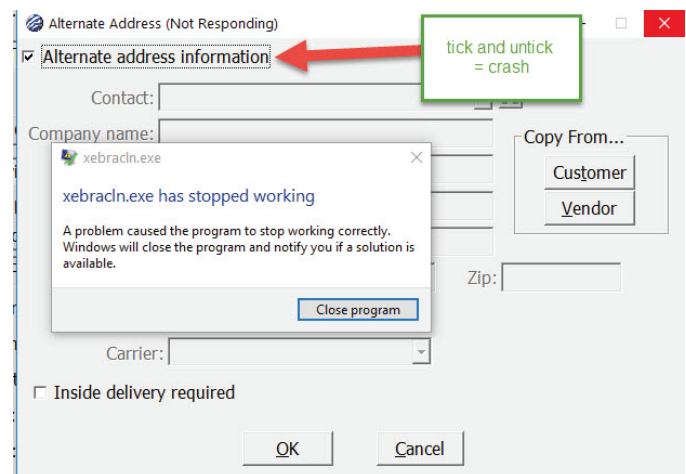 Alternate Address (Not Responding)
tick and untick
= crash
Alternate address information
Contact:
Company name:
Copy From...
Customer
Vendor
xebracln.exe
xebracln.exe has stopped working
A problem caused the program to stop working correctly.
Windows will close the program and notify you if a solution is
available.
Close program
Zip:
Carrier:
Inside delivery required
OK
Cancel